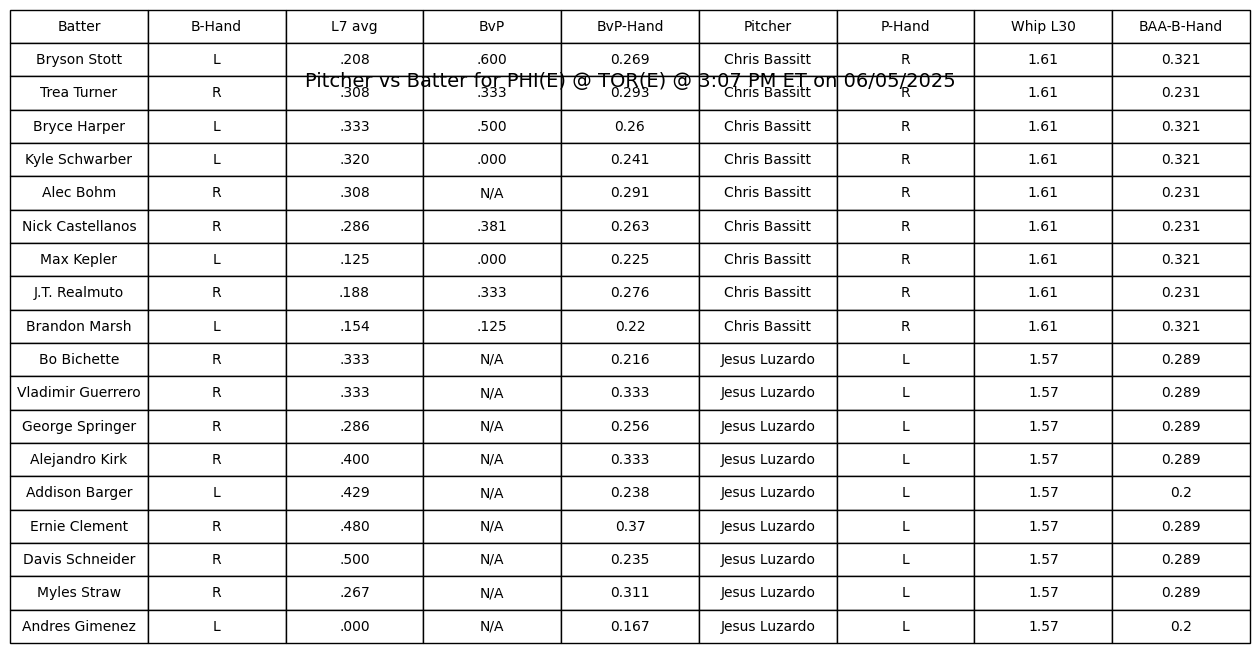 Batter B-Hand L7 avg BvP BvP-Hand Pitcher P-Hand Whip L30 BAA-B-Hand
Bryson Stott L .208 .600 0.269 Chris Bassitt R 1.61 0.321
Pitcher vs Batter for PHI(E) @ TOR(E) @ 3:07 PM ET on 06/05/2025
Trea Turner R .308 .333 0.293 Chris Bassitt R 1.61 0.231
Bryce Harper L .333 .500 0.26 Chris Bassitt R 1.61 0.321
Kyle Schwarber L .320 .000 0.241 Chris Bassitt R 1.61 0.321
Alec Bohm R .308 N/A 0.291 Chris Bassitt R 1.61 0.231
Nick Castellanos R .286 .381 0.263 Chris Bassitt R 1.61 0.231
Max Kepler L .125 .000 0.225 Chris Bassitt R 1.61 0.321
J.T. Realmuto R .188 .333 0.276 Chris Bassitt R 1.61 0.231
Brandon Marsh L .154 .125 0.22 Chris Bassitt R 1.61 0.321
Bo Bichette R .333 N/A 0.216 Jesus Luzardo L 1.57 0.289
Vladimir Guerrero R .333 N/A 0.333 Jesus Luzardo L 1.57 0.289
George Springer R .286 N/A 0.256 Jesus Luzardo L 1.57 0.289
Alejandro Kirk R .400 N/A 0.333 Jesus Luzardo L 1.57 0.289
Addison Barger L .429 N/A 0.238 Jesus Luzardo L 1.57 0.2
Ernie Clement R .480 N/A 0.37 Jesus Luzardo L 1.57 0.289
Davis Schneider R .500 N/A 0.235 Jesus Luzardo L 1.57 0.289
Myles Straw R .267 N/A 0.311 Jesus Luzardo L 1.57 0.289
Andres Gimenez L .000 N/A 0.167 Jesus Luzardo L 1.57 0.2